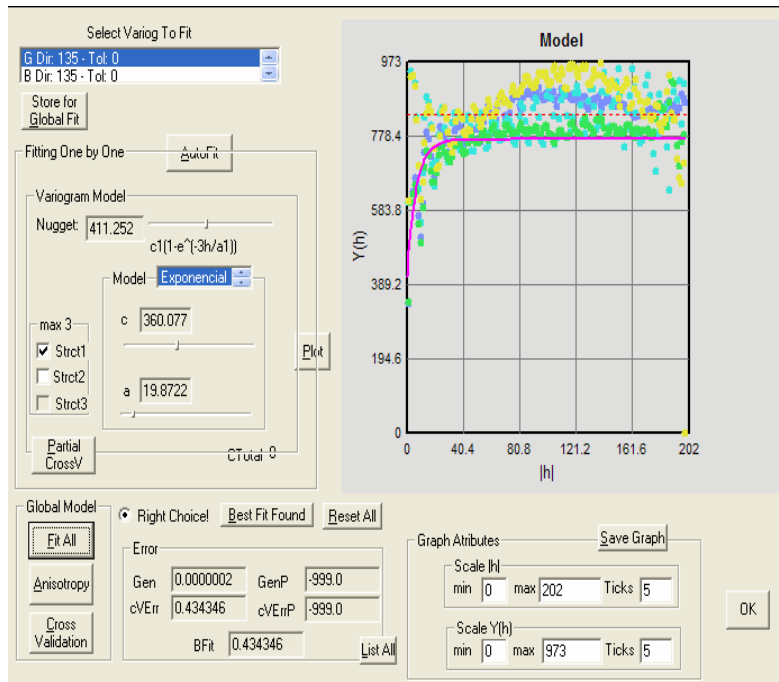 Select Variog To Fit
G Dir: 135 - Tol: 0
B Dir: 135 - Tol: 0
Store for
Global Fit
Fitting One by One
AutoFit
Variogram Model
Nugget: 411.252
c1(1-e^(-3h/a1))
Model Exponencial
max 3
Strct1
Strct2
Strct3
c 360.077
a 19.8722
Plot
Partial
CrossV
CTotal 0
Model
973
778.4
583.8
389.2
194.6
0
Y(h)
0 40.4 80.8 121.2 161.6 202
|h|
Global Model
Fit All
Anisotropy
Cross
Validation
Right Choice!
Best Fit Found
Reset All
Error
Gen 0.0000002 GenP -999.0
cVErr 0.434346 cVErrP -999.0
BFit 0.434346
List All
Graph Atributes
Save Graph
Scale |h|
min 0 max 202 Ticks 5
Scale Y(h)
min 0 max 973 Ticks 5
OK